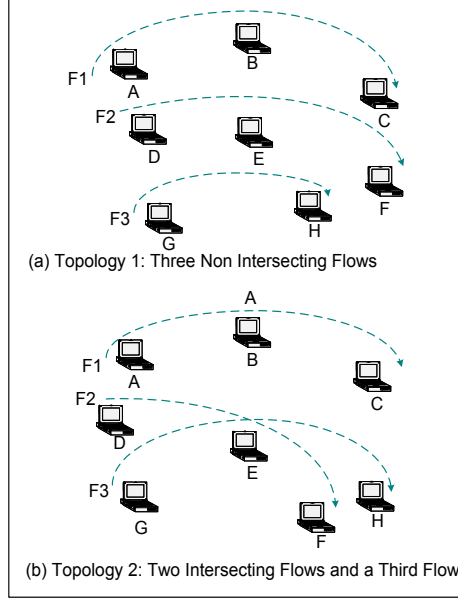 B
F1
A
C
F2
D
E
F
F3
G
H
(a) Topology 1: Three Non Intersecting Flows
A
B
F1
A
C
F2
D
E
F3
G
F
H
(b) Topology 2: Two Intersecting Flows and a Third Flow